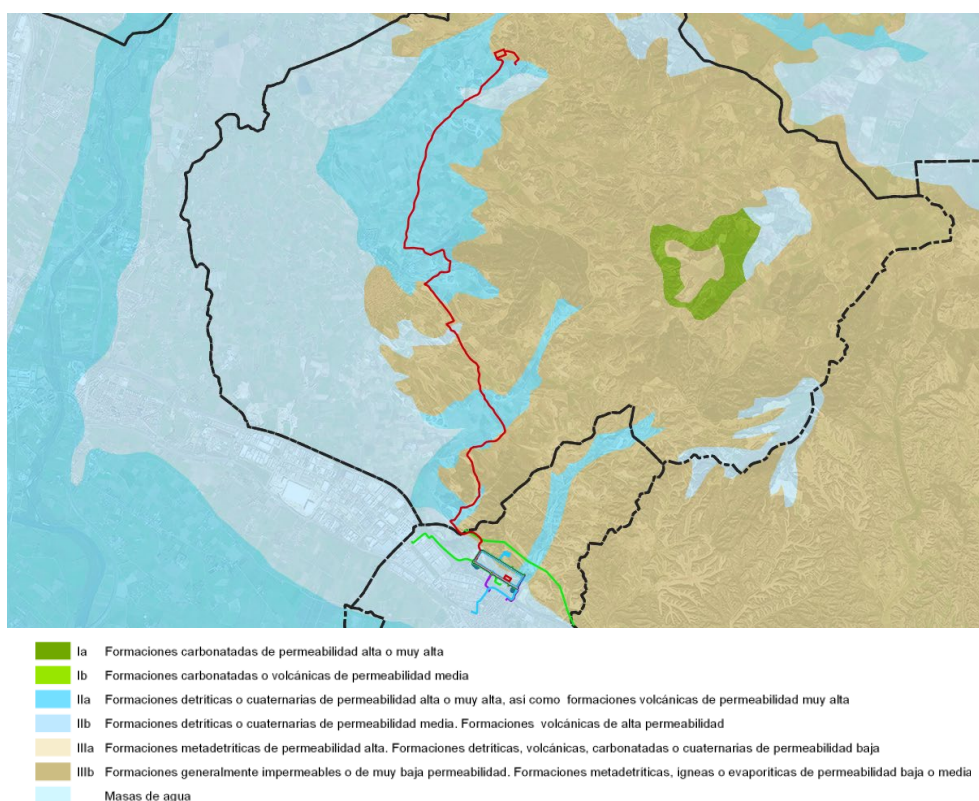 Ia Formaciones carbonatadas de permeabilidad alta o muy alta
Ib Formaciones carbonatadas o volcánicas de permeabilidad media
IIa Formaciones detríticas o cuaternarias de permeabilidad alta o muy alta, así como formaciones volcánicas de permeabilidad muy alta
IIb Formaciones detríticas o cuaternarias de permeabilidad media. Formaciones volcánicas de alta permeabilidad
IIIa Formaciones metadetríticas de permeabilidad alta. Formaciones detríticas, volcánicas, carbonatadas o cuaternarias de permeabilidad baja
IIIb Formaciones generalmente impermeables o de muy baja permeabilidad. Formaciones metadetríticas, ígneas o evaporíticas de permeabilidad baja o media
Masas de agua